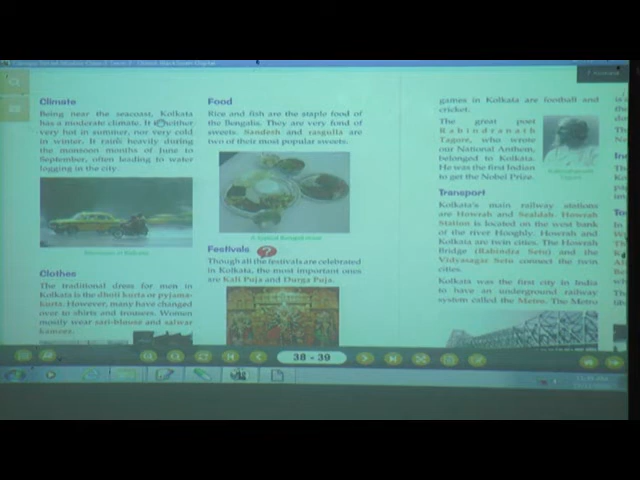 Climate
Being near the seacoast, Kolkata
has a moderate climate. It is neither
very hot in summer, nor very cold
in winter. It rains heavily during
the monsoon months of June to
September, often leading to water
logging in the city.
Monsoon in Kolkata
Clothes
The traditional dress for men in
Kolkata is the dhoti kurta or pyjama-
kurta. However, many have changed
over to shirts and trousers. Women
mostly wear sari-blouse and salwar
kameez.
Food
Rice and fish are the staple food of
the Bengalis. They are very fond of
sweets. Sandesh and rasgulla are
two of their most popular sweets.
A typical Bengali meal
Festivals
Though all the festivals are celebrated
in Kolkata, the most important ones
are Kali Puja and Durga Puja.
games in Kolkata are football and
cricket.
The great poet
Rabindranath
Tagore, who wrote
our National Anthem,
belonged to Kolkata.
He was the first Indian
to get the Nobel Prize.
Rabindranath
Tagore
Transport
Kolkata's main railway stations
are Howrah and Sealdah. Howrah
Station is located on the west bank
of the river Hooghly. Howrah and
Kolkata are twin cities. The Howrah
Bridge (Rabindra Setu) and the
Vidyasagar Setu connect the twin
cities.
Kolkata was the first city in India
to have an underground railway
system called the Metro. The Metro
38 - 39